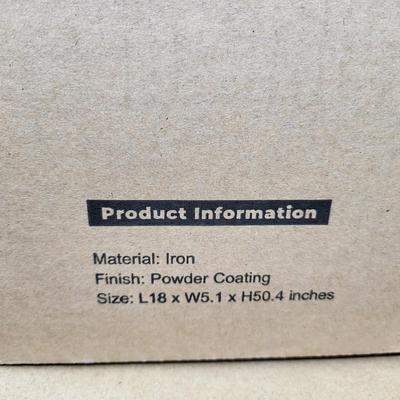 Product Information
Material: Iron
Finish: Powder Coating
Size: L18 x W5.1 x H50.4 inches